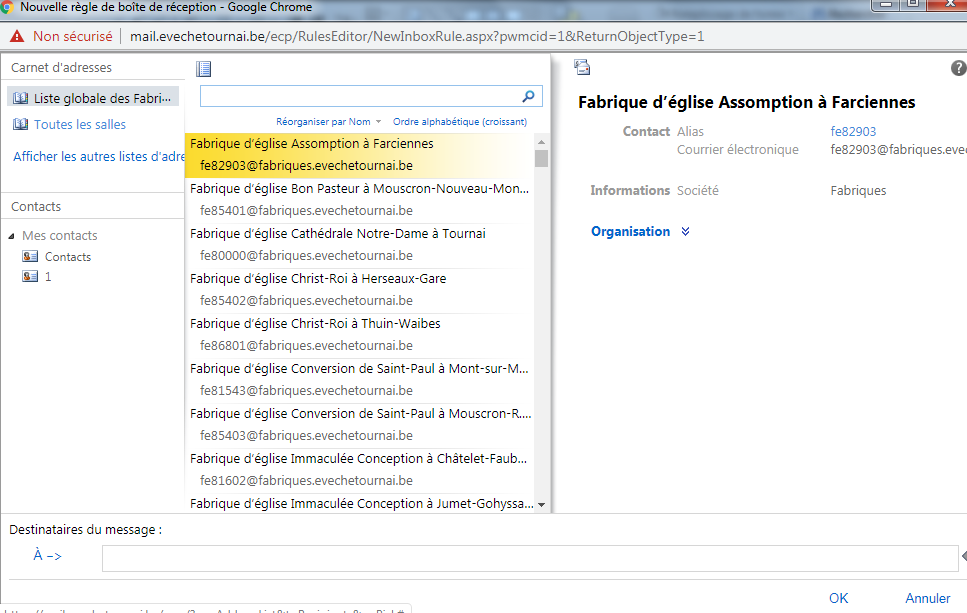 Nouvelle règle de boîte de réception - Google Chrome
Non sécurisé | mail.evechetournai.be/ecp/RulesEditor/NewInboxRule.aspx?pwmcid=1&ReturnObjectType=1
Carnet d'adresses
Liste globale des Fabri...
Toutes les salles
Afficher les autres listes d'adre
Contacts
Mes contacts
Contacts
1
Réorganiser par Nom Ordre alphabétique (croissant)
Fabrique d'église Assomption à Farciennes
fe82903@fabriques.evechetournai.be
Fabrique d'église Bon Pasteur à Mouscron-Nouveau-Mon...
fe85401@fabriques.evechetournai.be
Fabrique d'église Cathédrale Notre-Dame à Tournai
fe80000@fabriques.evechetournai.be
Fabrique d'église Christ-Roi à Herseaux-Gare
fe85402@fabriques.evechetournai.be
Fabrique d'église Christ-Roi à Thuin-Waibes
fe86801@fabriques.evechetournai.be
Fabrique d'église Conversion de Saint-Paul à Mont-sur-M...
fe81543@fabriques.evechetournai.be
Fabrique d'église Conversion de Saint-Paul à Mouscron-R....
fe85403@fabriques.evechetournai.be
Fabrique d'église Immaculée Conception à Châtelet-Faub...
fe81602@fabriques.evechetournai.be
Fabrique d'église Immaculée Conception à Jumet-Gohyssa...
Fabrique d'église Assomption à Farciennes
Contact Alias fe82903
Courrier électronique fe82903@fabriques.evec
Informations Société Fabriques
Organisation
Destinataires du message :
À ->
OK Annuler